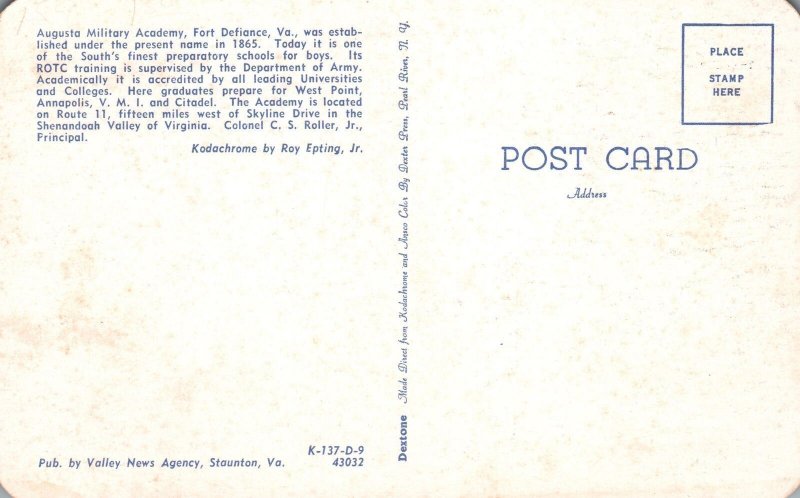 Augusta Military Academy, Fort Defiance, Va., was estab-
lished under the present name in 1865. Today it is one
of the South's finest preparatory schools for boys. Its
ROTC training is supervised by the Department of Army.
Academically it is accredited by all leading Universities
and Colleges. Here graduates prepare for West Point,
Annapolis, V. M. I. and Citadel. The Academy is located
on Route 11, fifteen miles west of Skyline Drive in the
Shenandoah Valley of Virginia. Colonel C. S. Roller, Jr.,
Principal.
Kodachrome by Roy Epting, Jr.
K-137-D-9
Pub. by Valley News Agency, Staunton, Va. 43032
Dextone Made Direct from Kodachrome and Ansco Color By Dexter Press, Pearl River, N. Y.
PLACE
STAMP
HERE
POST CARD
Address